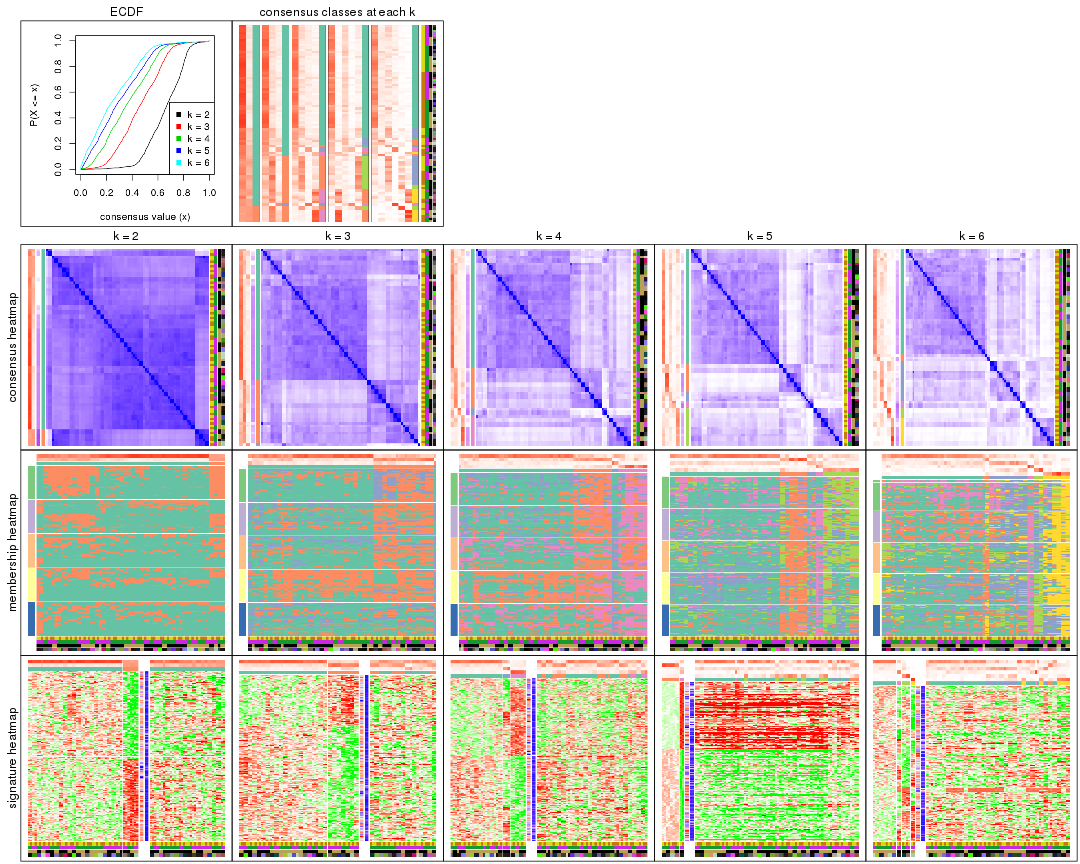 ECDF
consensus classes at each k
P(X <= x)
0.0 0.2 0.4 0.6 0.8 1.0
k = 2
k = 3
k = 4
k = 5
k = 6
0.0 0.2 0.4 0.6 0.8 1.0
consensus value (x)
k = 2 k = 3 k = 4 k = 5 k = 6
consensus heatmap
membership heatmap
signature heatmap